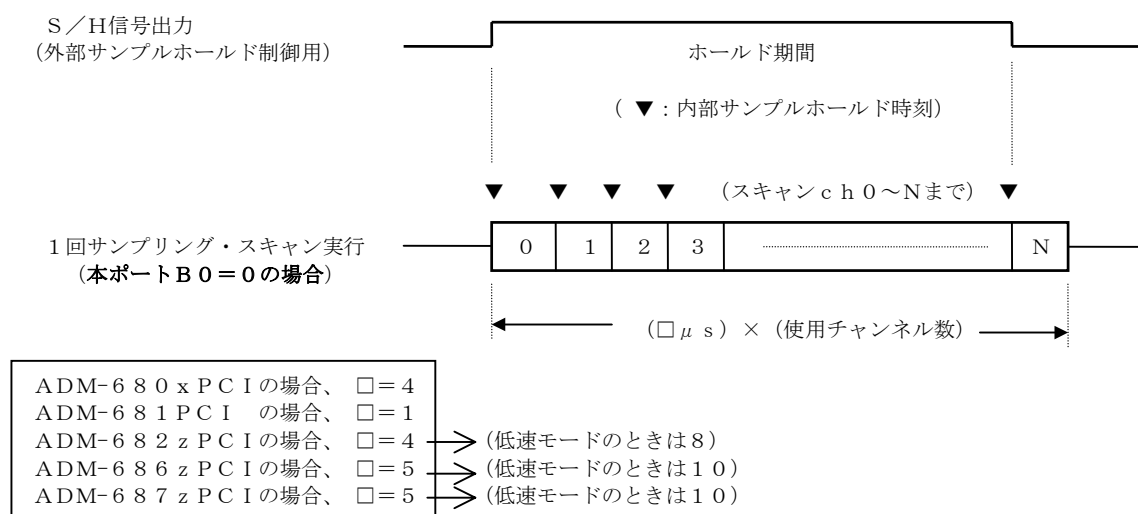 S/H信号出力
(外部サンプルホールド制御用)
ホールド期間
( ▼:内部サンプルホールド時刻)
▼ ▼ ▼ ▼ (スキャンch0~Nまで) ▼
1回サンプリング・スキャン実行
(本ポートB0=0の場合)
0 1 2 3 N
(□μs)×(使用チャンネル数)
ADM-680xPCIの場合、 □=4
ADM-681PCI の場合、 □=1
ADM-682zPCIの場合、 □=4 (低速モードのときは8)
ADM-686zPCIの場合、 □=5 (低速モードのときは10)
ADM-687zPCIの場合、 □=5 (低速モードのときは10)